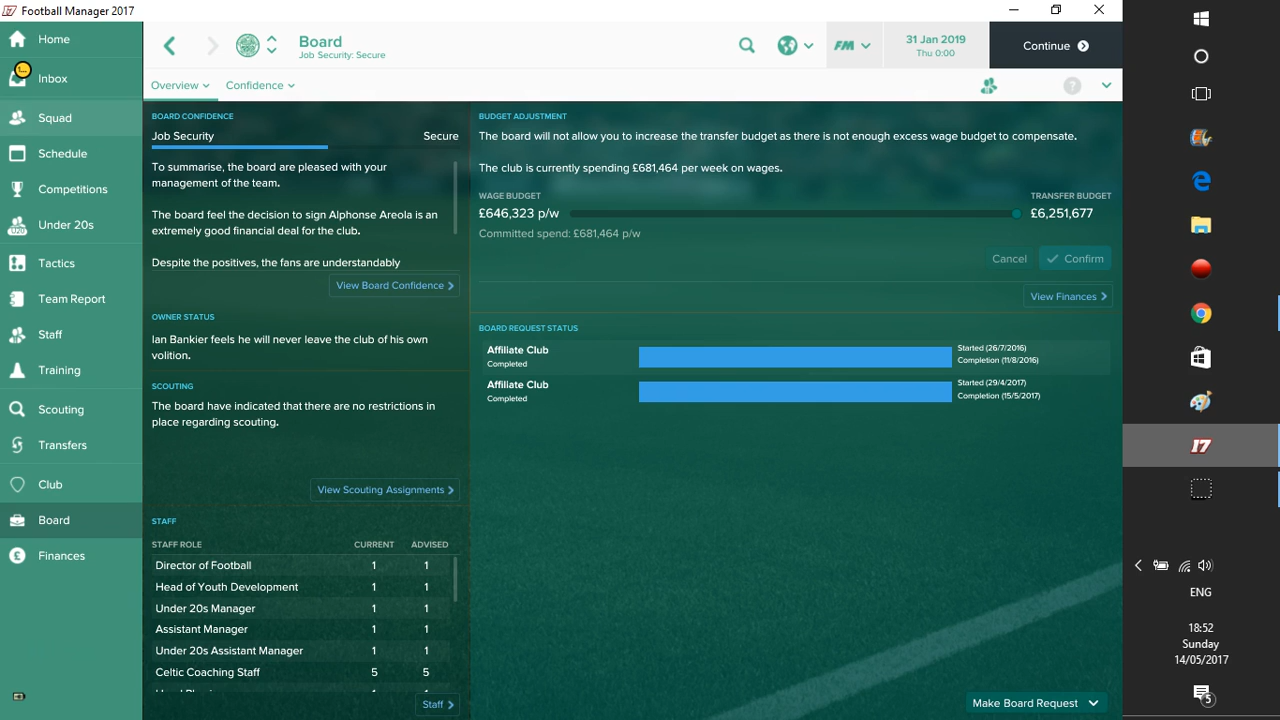 17 Football Manager 2017
Home
Inbox
Squad
Schedule
Competitions
Under 20s
Tactics
Team Report
Staff
Training
Scouting
Transfers
Club
Board
Finances
Board
Job Security: Secure
FM
31 Jan 2019
Thu 0:00
Continue
Overview
Confidence
?
BOARD CONFIDENCE
Job Security Secure
To summarise, the board are pleased with your
management of the team.
The board feel the decision to sign Alphonse Areola is an
extremely good financial deal for the club.
Despite the positives, the fans are understandably
View Board Confidence
OWNER STATUS
Ian Bankier feels he will never leave the club of his own
volition.
SCOUTING
The board have indicated that there are no restrictions in
place regarding scouting.
View Scouting Assignments
STAFF
STAFF ROLE CURRENT ADVISED
Director of Football 1 1
Head of Youth Development 1 1
Under 20s Manager 1 1
Assistant Manager 1 1
Under 20s Assistant Manager 1 1
Celtic Coaching Staff 5 5
Staff
BUDGET ADJUSTMENT
The board will not allow you to increase the transfer budget as there is not enough excess wage budget to compensate.
The club is currently spending £681,464 per week on wages.
WAGE BUDGET TRANSFER BUDGET
£646,323 p/w £6,251,677
Committed spend: £681,464 p/w
Cancel Confirm
View Finances
BOARD REQUEST STATUS
Affiliate Club Started (26/7/2016)
Completed Completion (11/8/2016)
Affiliate Club Started (29/4/2017)
Completed Completion (15/5/2017)
Make Board Request
17
ENG
18:52
Sunday
14/05/2017
5